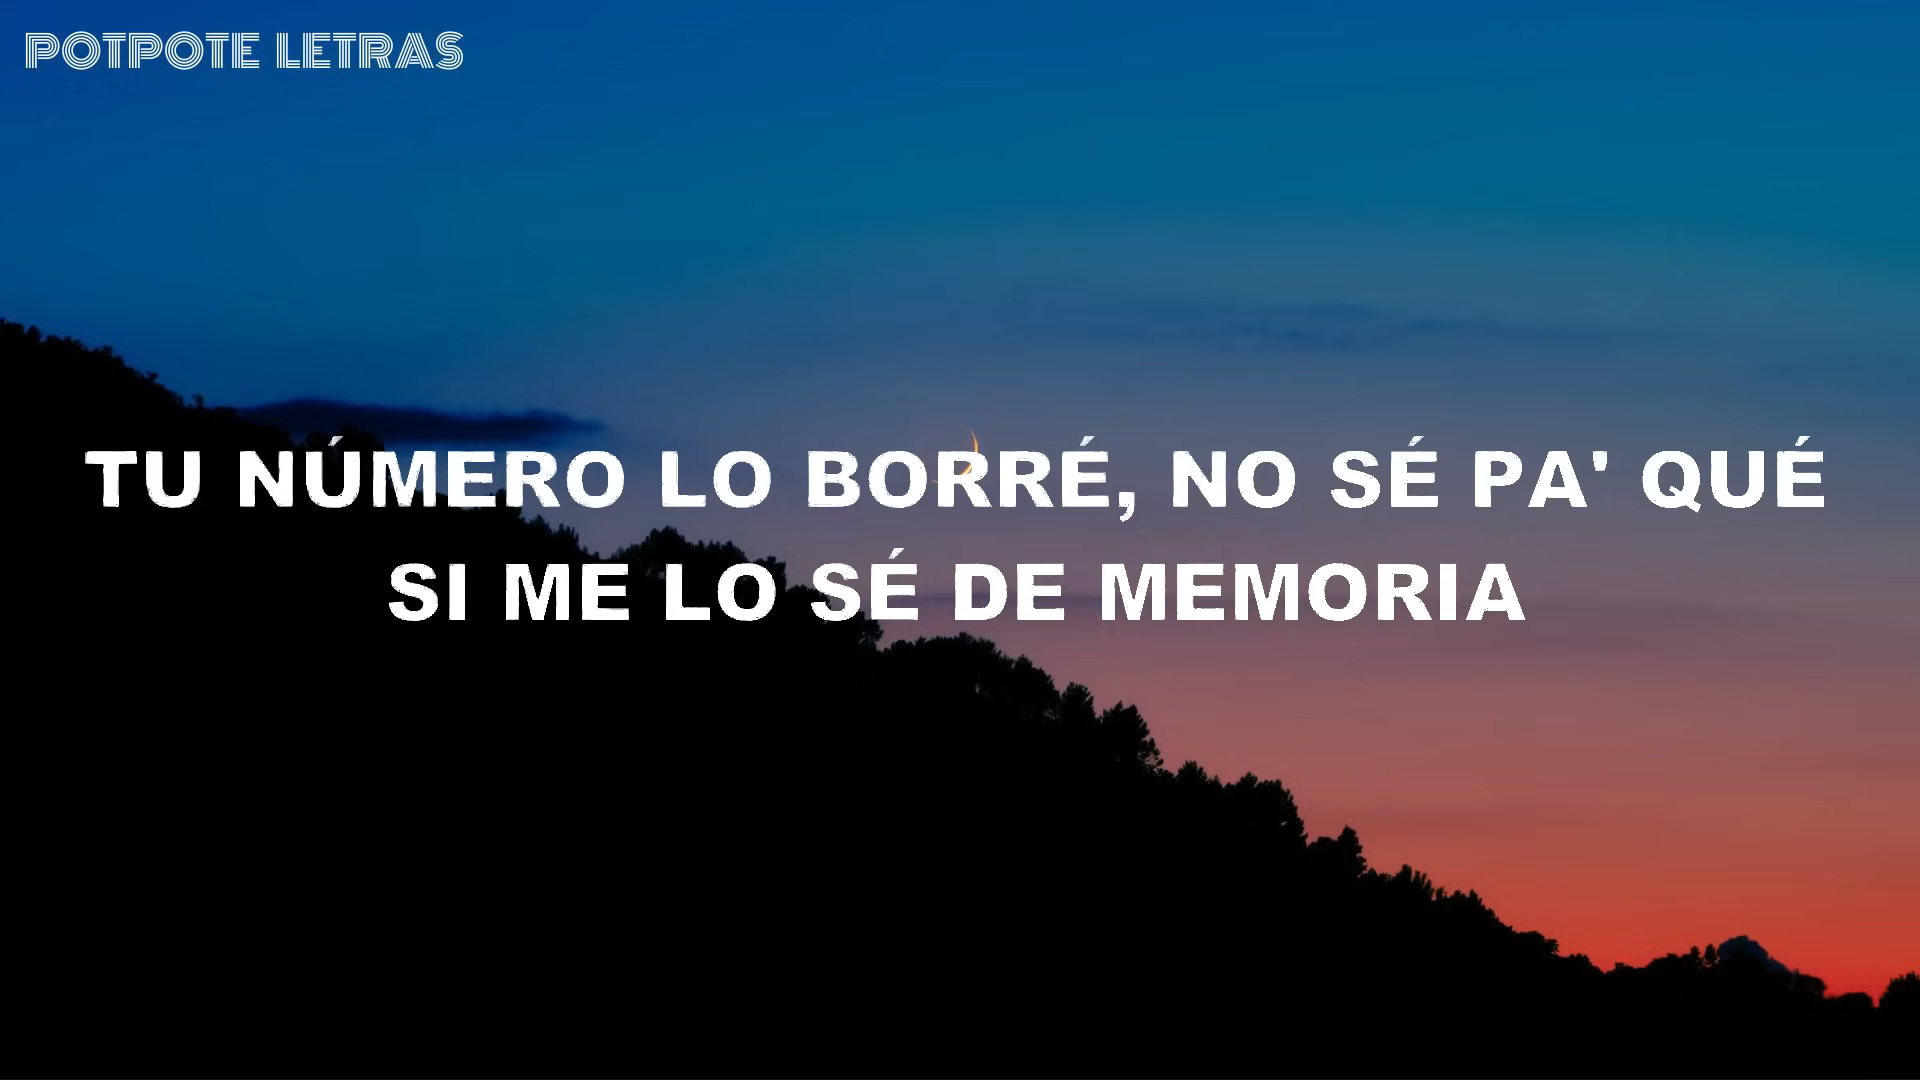 POTPOTE LETRAS
TU NÚMERO LO BORRÉ, NO SÉ PA' QUÉ
SI ME LO SÉ DE MEMORIA